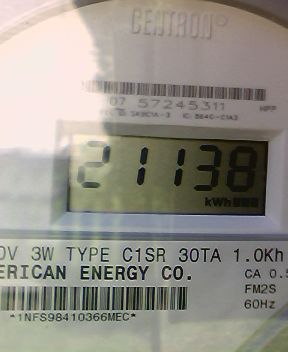 CENTRON
07 57245311
21138
kWh
0V 3W TYPE C1SR 30TA 1.0Kh
ERICAN ENERGY CO. CA 0.5
FM2S
60Hz
*1NFS98410366MEC*